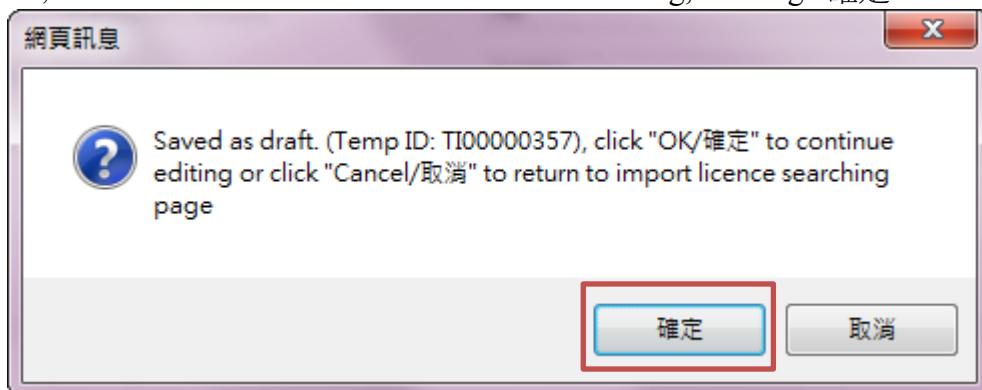 網頁訊息
Saved as draft. (Temp ID: TI00000357), click "OK/確定" to continue
editing or click "Cancel/取消" to return to import licence searching
page
確定
取消